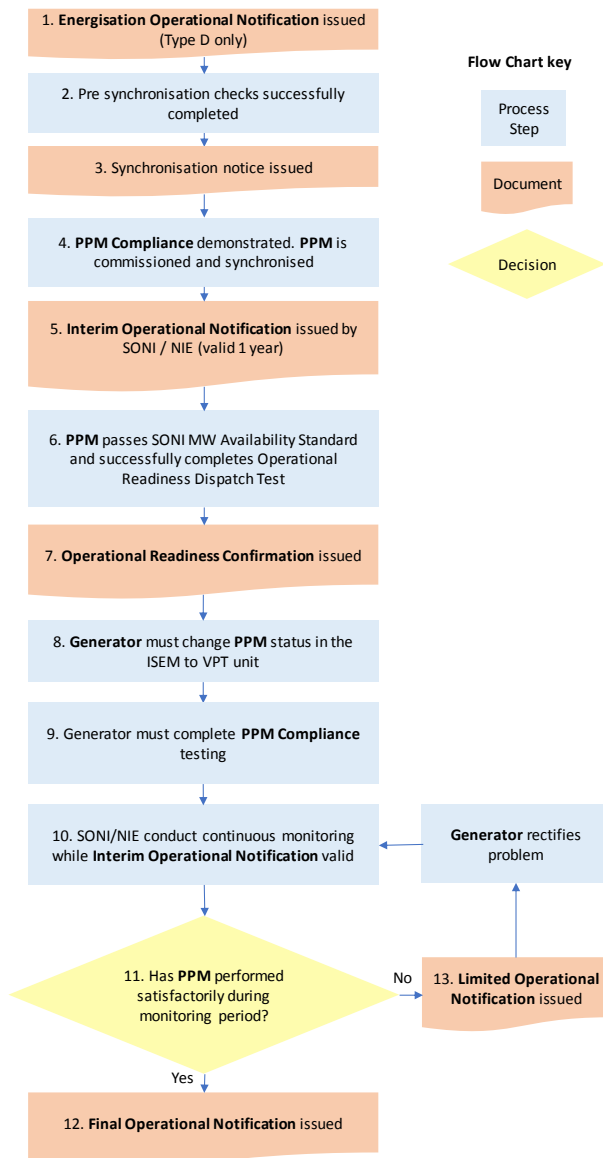 1. Energisation Operational Notification issued
(Type D only)
Flow Chart key
2. Pre synchronisation checks successfully
completed
Process
Step
3. Synchronisation notice issued
Document
4. PPM Compliance demonstrated. PPM is
commissioned and synchronised
Decision
5. Interim Operational Notification issued by
SONI / NIE (valid 1 year)
6. PPM passes SONI MW Availability Standard
and successfully completes Operational
Readiness Dispatch Test
7. Operational Readiness Confirmation issued
8. Generator must change PPM status in the
ISEM to VPT unit
9. Generator must complete PPM Compliance
testing
10. SONI/NIE conduct continuous monitoring
while Interim Operational Notification valid
Generator rectifies
problem
11. Has PPM performed
satisfactorily during
monitoring period?
No
13. Limited Operational
Notification issued
Yes
12. Final Operational Notification issued